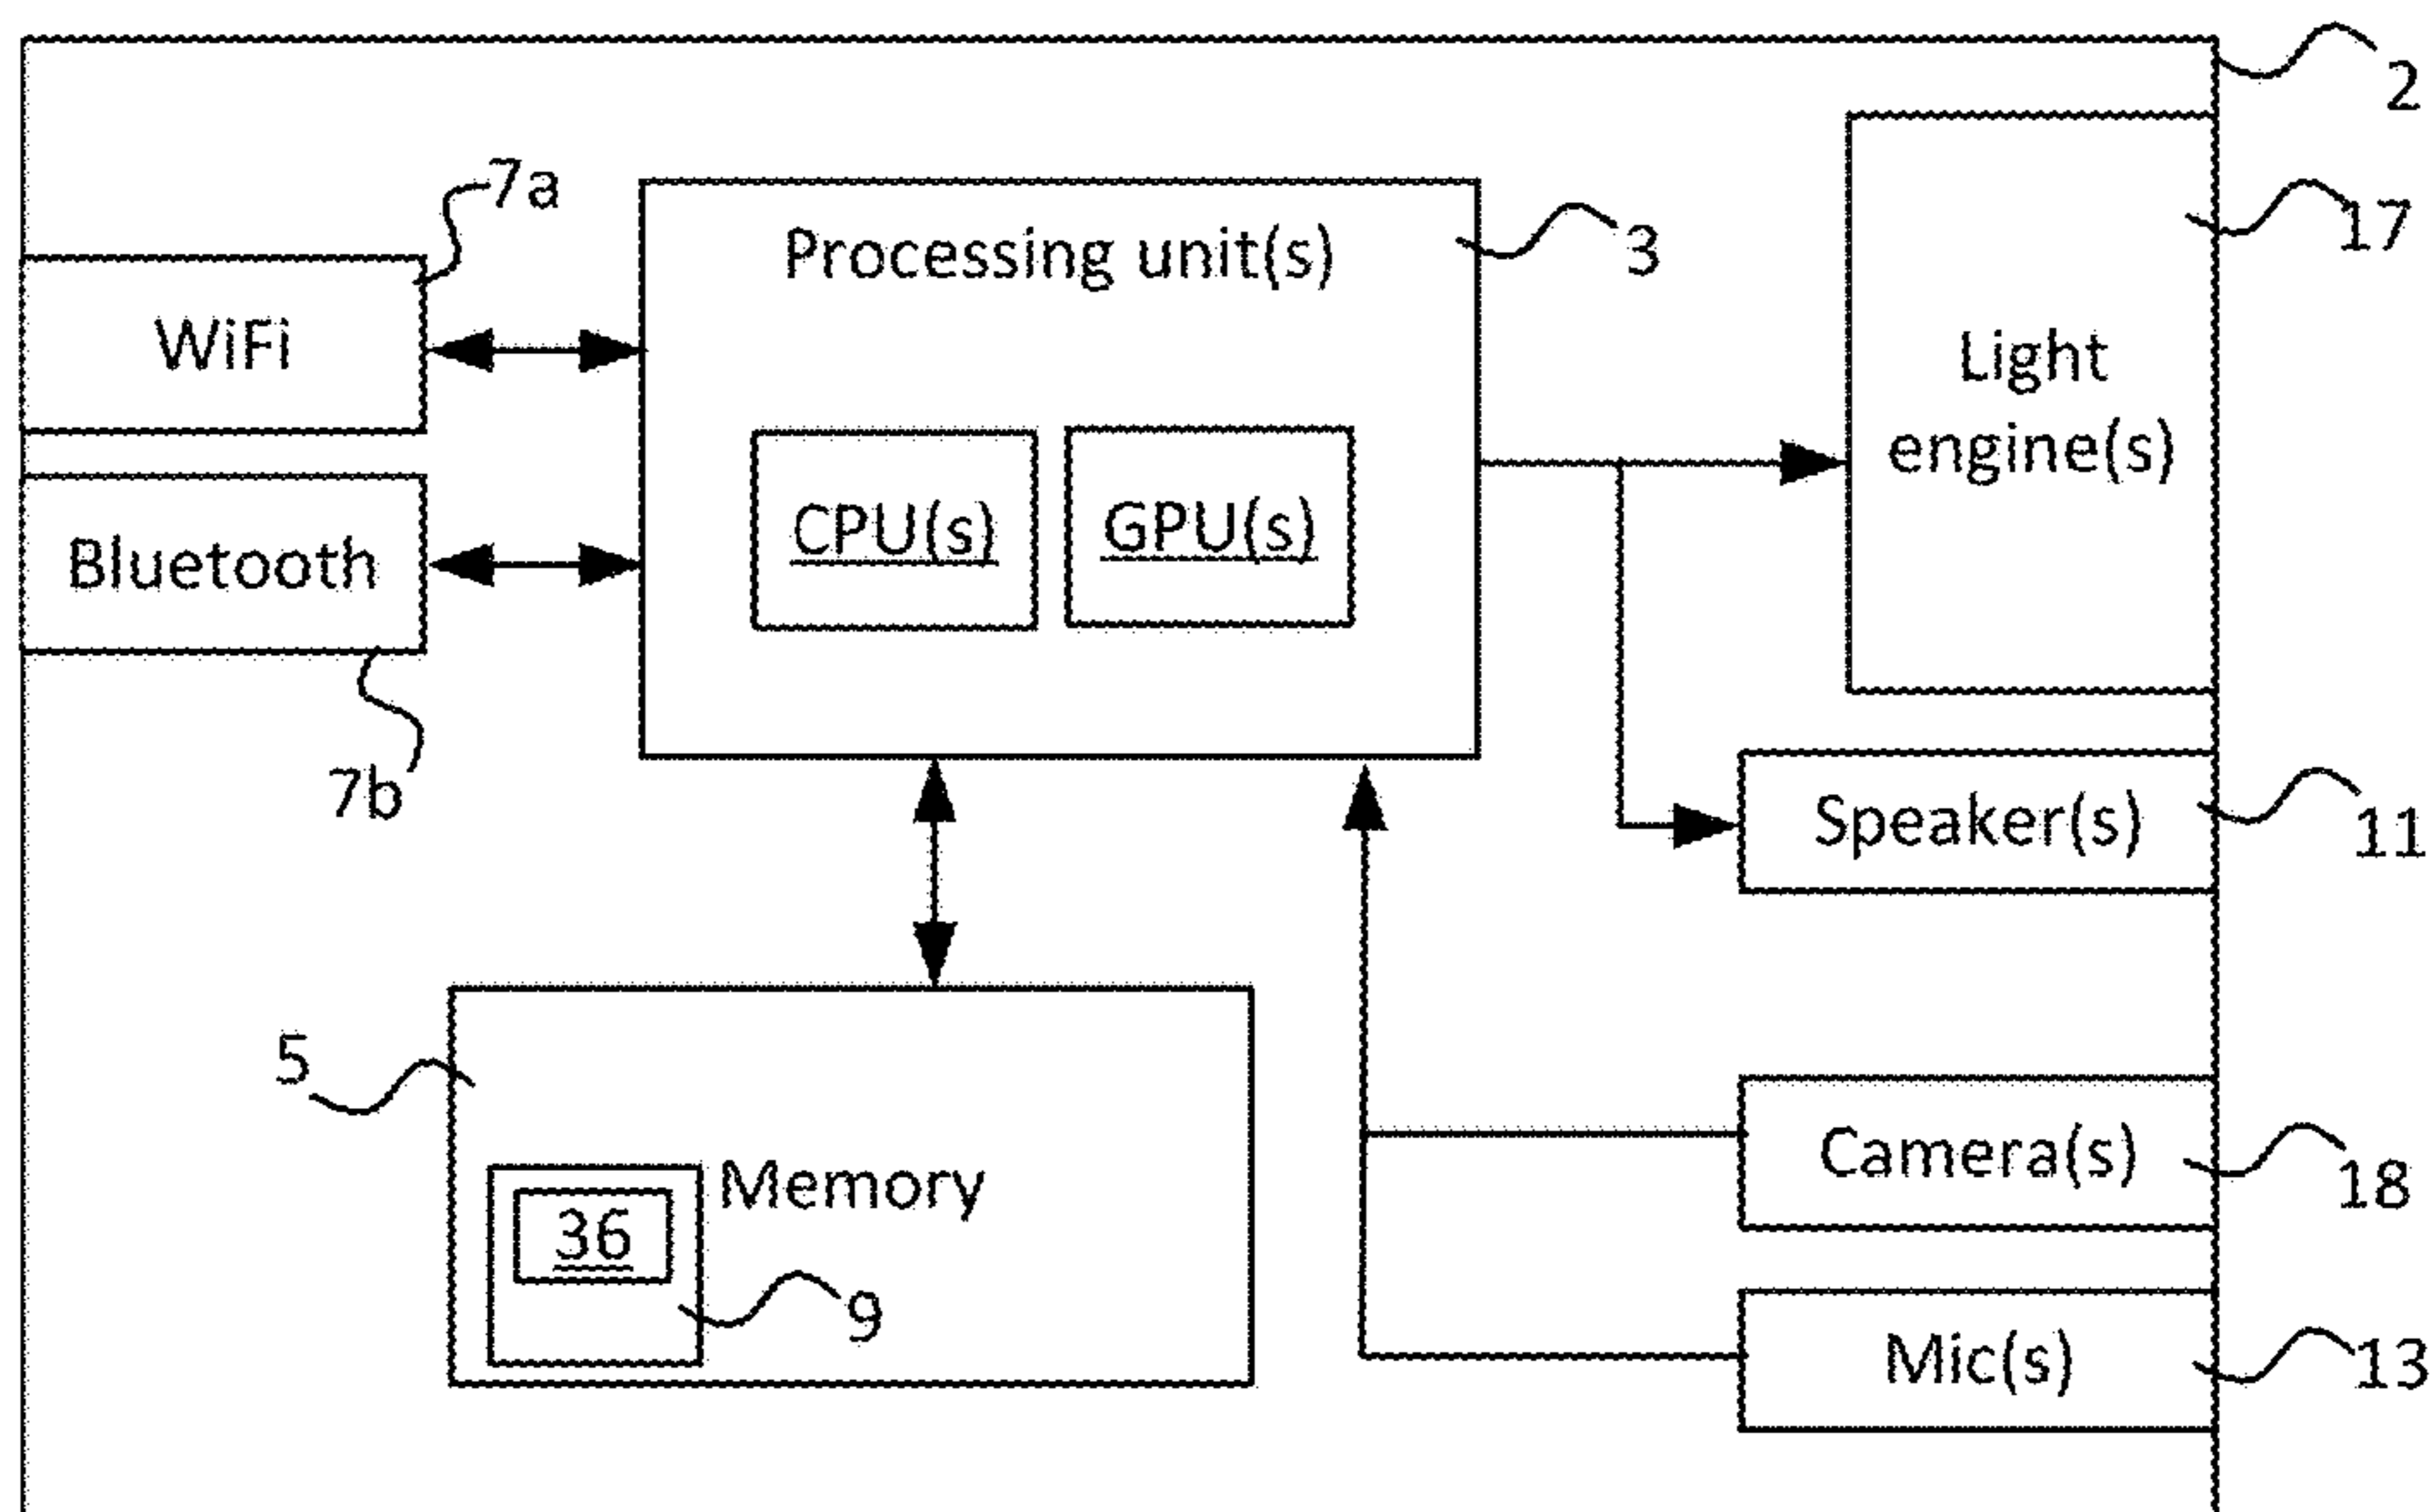 2
7a
Processing unit(s)
3
17
WiFi
Light
engine(s)
CPU(s)
GPU(s)
Bluetooth
7b
Speaker(s)
11
5
Memory
36
9
Camera(s)
18
Mic(s)
13